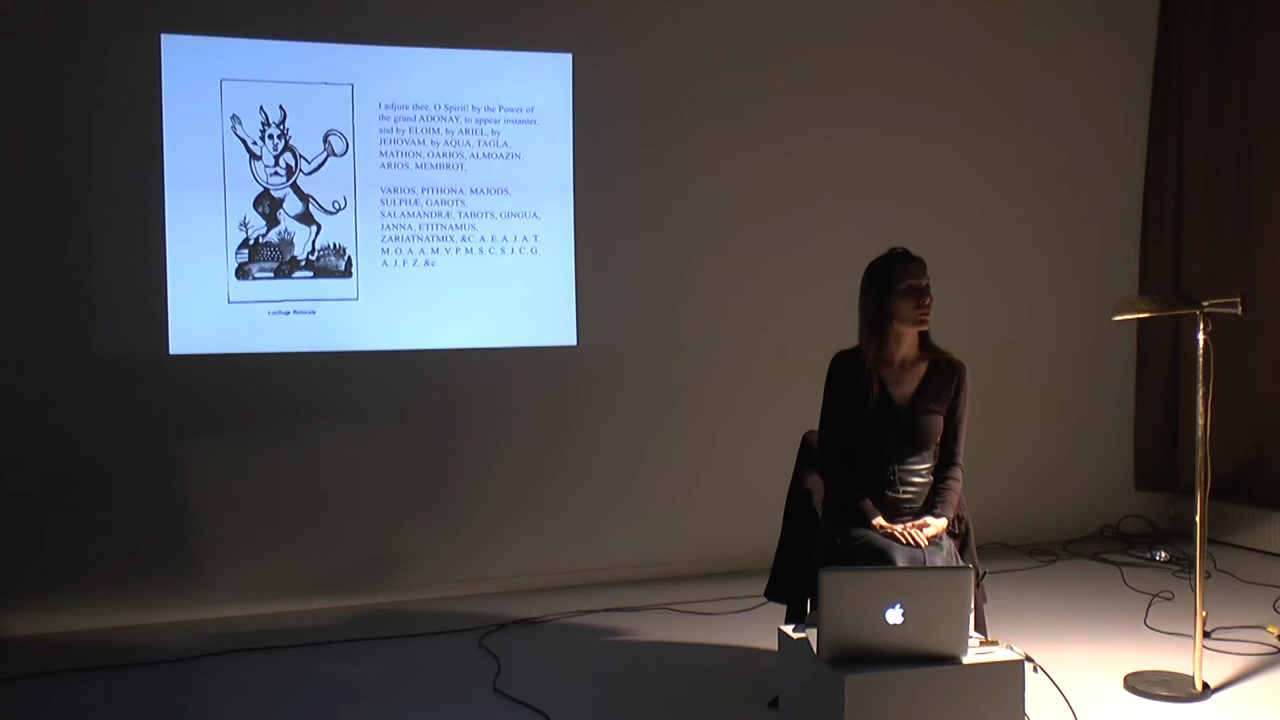 I adjure thee, O Spirit! by the Power of
the grand ADONAY, to appear instanter,
and by ELOIM, by ARIEL, by
JEHOVAM, by AQUA, TAGLA,
MATHON, OARIOS, ALMOAZIN,
ARIOS, MEMBROT,
VARIOS, PITHONA, MAJODS,
SULPHÆ, GABOTS,
SALAMANDRÆ, TABOTS, GINGUA,
JANNA, ETITNAMUS,
ZARIATNATMIX, &C. A. E. A. J. A. T.
M. O. A. A. M. V. P. M. S. C. S. J. C. G.
A. J. F. Z. &c.
Lucifuge Rofocale